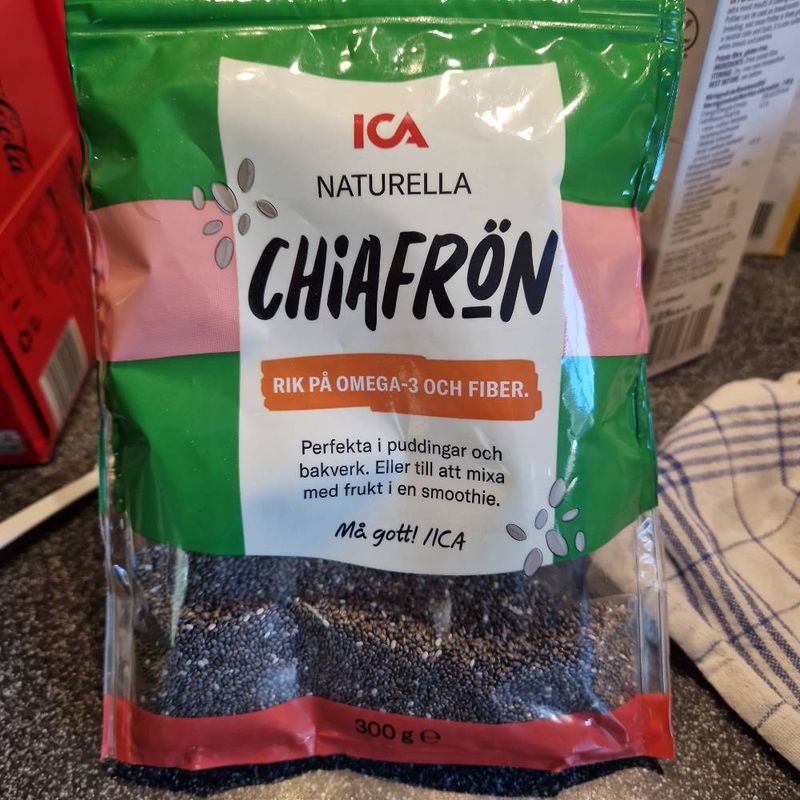 ICA
NATURELLA
CHIAFRÖN
RIK PÅ OMEGA-3 OCH FIBER.
Perfekta i puddingar och
bakverk. Eller till att mixa
med frukt i en smoothie.
Må gott! /ICA
300 g ℮